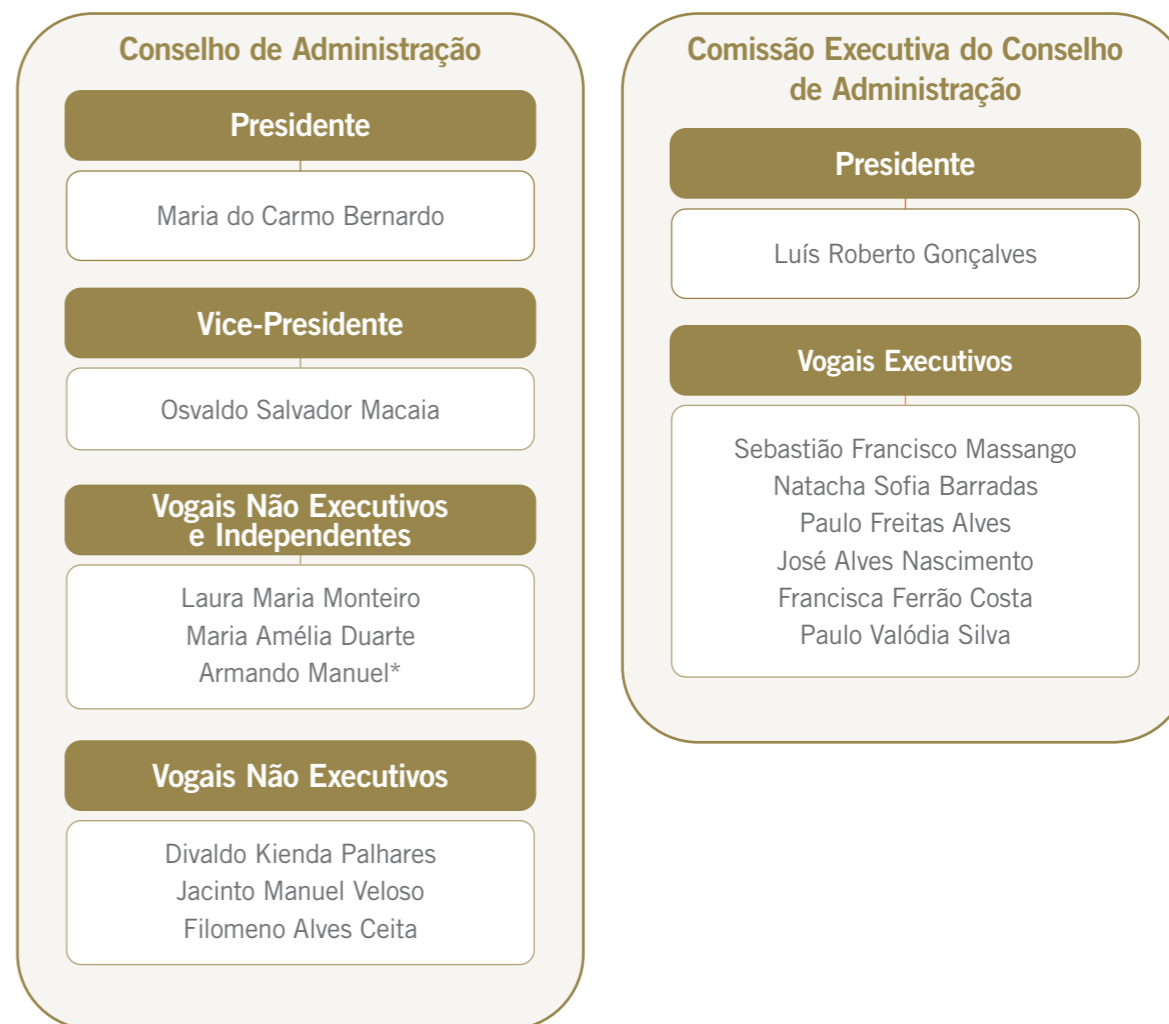 Conselho de Administração
Presidente
Maria do Carmo Bernardo
Vice-Presidente
Osvaldo Salvador Macaia
Vogais Não Executivos
e Independentes
Laura Maria Monteiro
Maria Amélia Duarte
Armando Manuel*
Vogais Não Executivos
Divaldo Kienda Palhares
Jacinto Manuel Veloso
Filomeno Alves Ceita
Comissão Executiva do Conselho
de Administração
Presidente
Luís Roberto Gonçalves
Vogais Executivos
Sebastião Francisco Massango
Natacha Sofia Barradas
Paulo Freitas Alves
José Alves Nascimento
Francisca Ferrão Costa
Paulo Valódia Silva